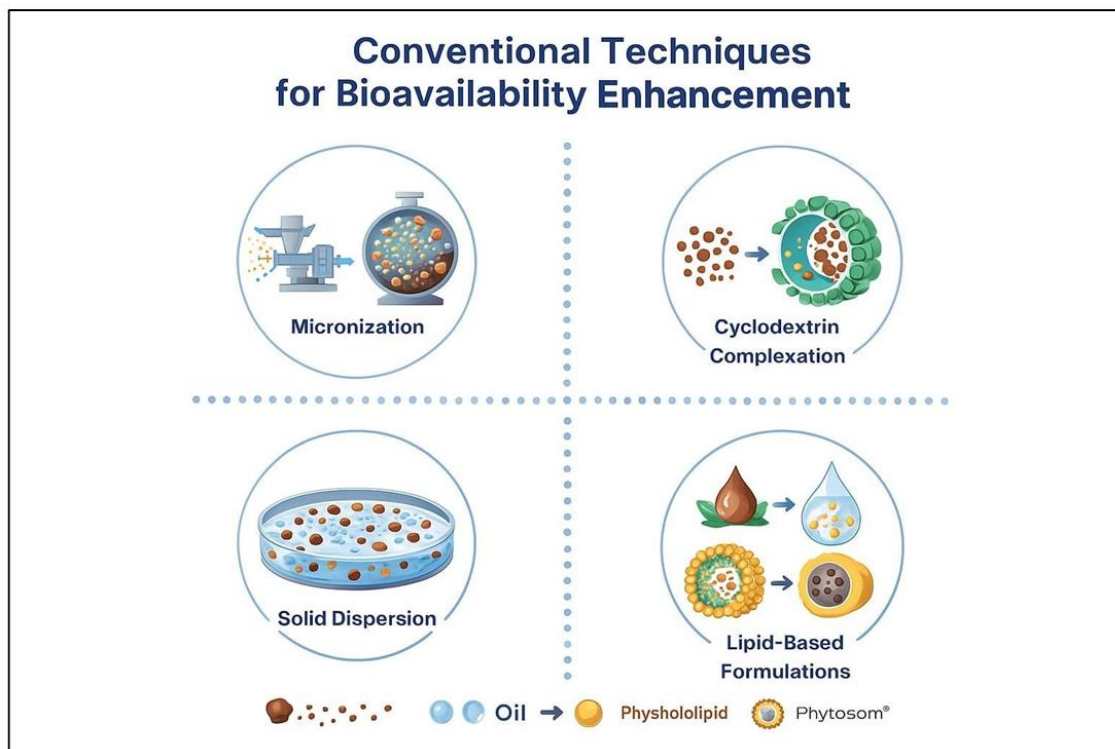 Conventional Techniques
for Bioavailability Enhancement
Micronization
Cyclodextrin
Complexation
Solid Dispersion
Lipid-Based
Formulations
Oil
Physhololipid
Phytosom®